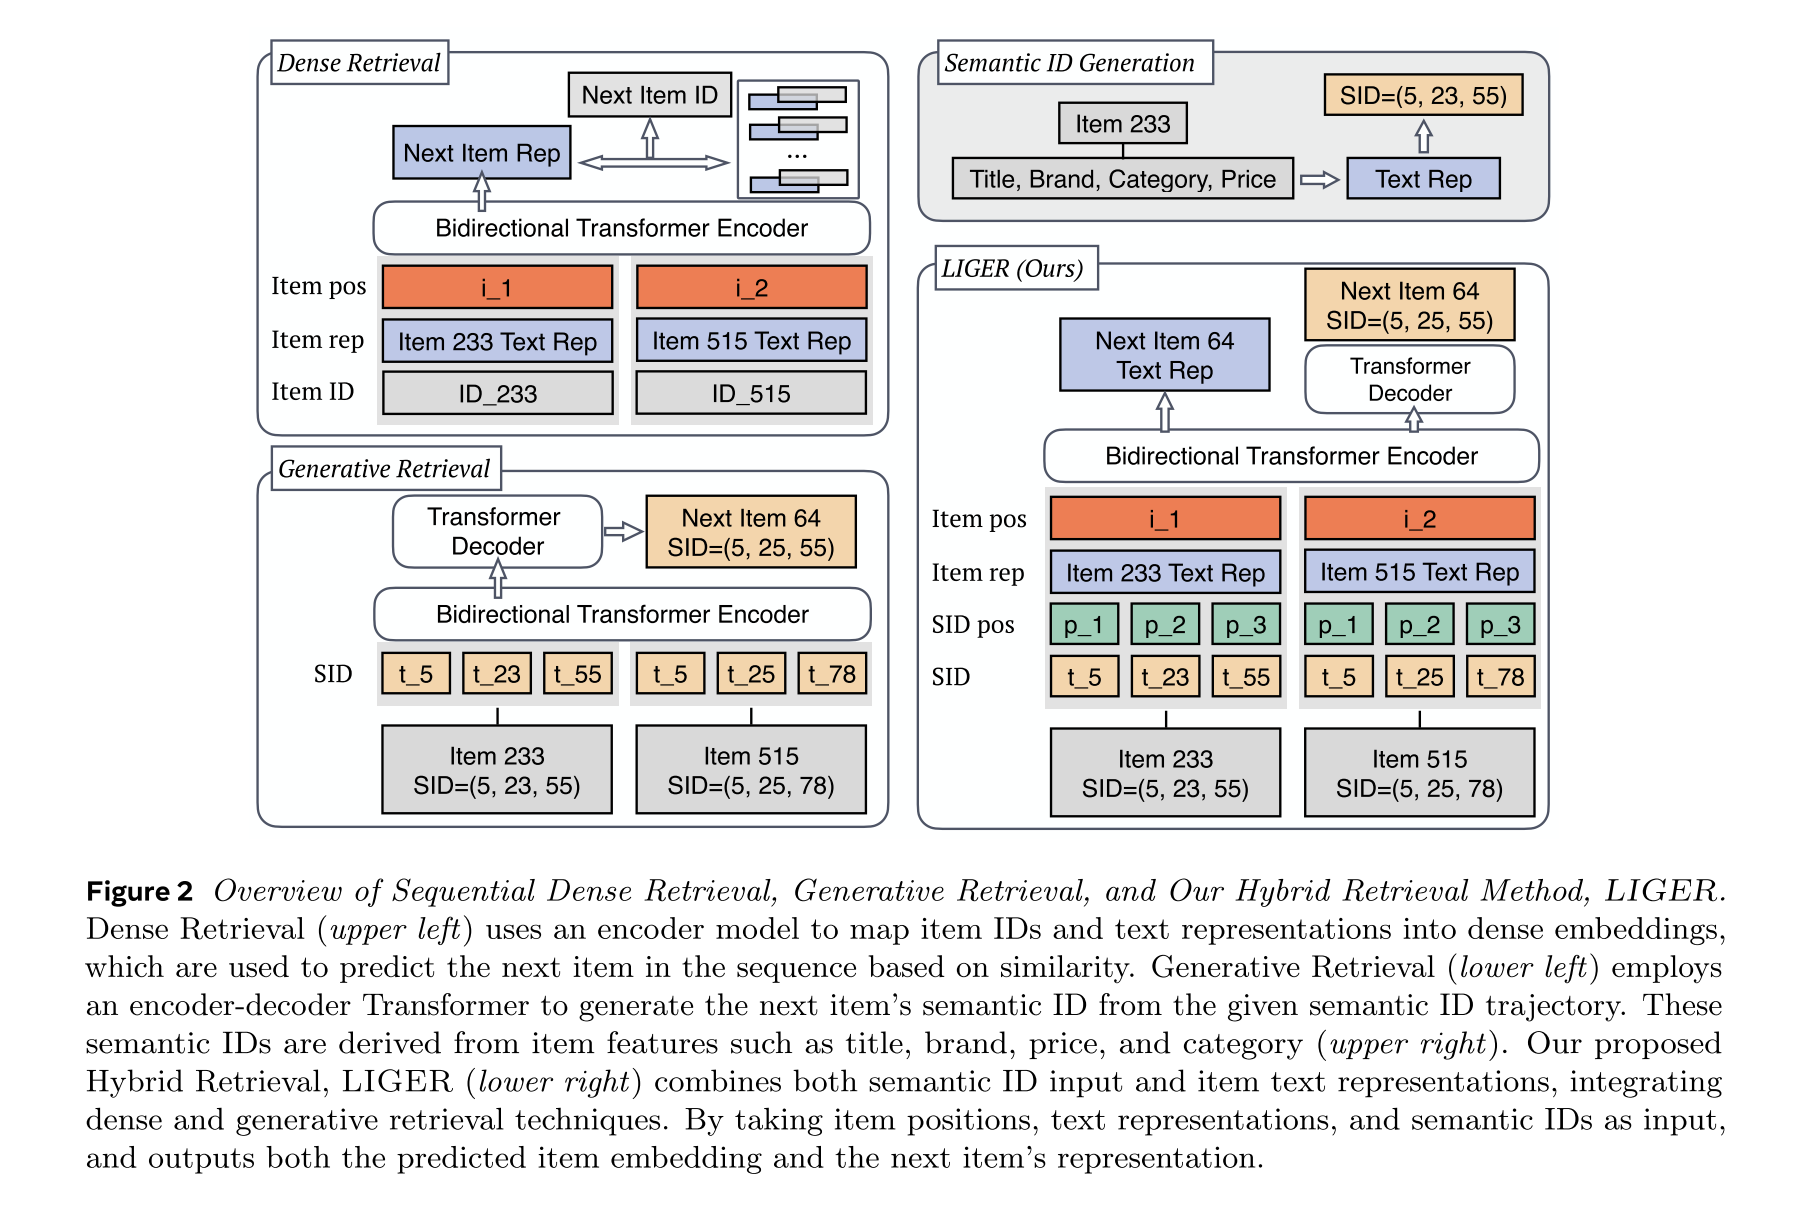 Dense Retrieval
Next Item ID
Next Item Rep
...
Bidirectional Transformer Encoder
Item pos i_1 i_2
Item rep Item 233 Text Rep Item 515 Text Rep
Item ID ID_233 ID_515
Generative Retrieval
Transformer
Decoder
Next Item 64
SID=(5, 25, 55)
Bidirectional Transformer Encoder
SID t_5 t_23 t_55 t_5 t_25 t_78
Item 233
SID=(5, 23, 55)
Item 515
SID=(5, 25, 78)
Semantic ID Generation
SID=(5, 23, 55)
Item 233
Title, Brand, Category, Price
Text Rep
LIGER (Ours)
Next Item 64
SID=(5, 25, 55)
Next Item 64
Text Rep
Transformer
Decoder
Bidirectional Transformer Encoder
Item pos i_1 i_2
Item rep Item 233 Text Rep Item 515 Text Rep
SID pos p_1 p_2 p_3 p_1 p_2 p_3
SID t_5 t_23 t_55 t_5 t_25 t_78
Item 233
SID=(5, 23, 55)
Item 515
SID=(5, 25, 78)
Figure 2 Overview of Sequential Dense Retrieval, Generative Retrieval, and Our Hybrid Retrieval Method, LIGER.
Dense Retrieval (upper left) uses an encoder model to map item IDs and text representations into dense embeddings,
which are used to predict the next item in the sequence based on similarity. Generative Retrieval (lower left) employs
an encoder-decoder Transformer to generate the next item's semantic ID from the given semantic ID trajectory. These
semantic IDs are derived from item features such as title, brand, price, and category (upper right). Our proposed
Hybrid Retrieval, LIGER (lower right) combines both semantic ID input and item text representations, integrating
dense and generative retrieval techniques. By taking item positions, text representations, and semantic IDs as input,
and outputs both the predicted item embedding and the next item's representation.